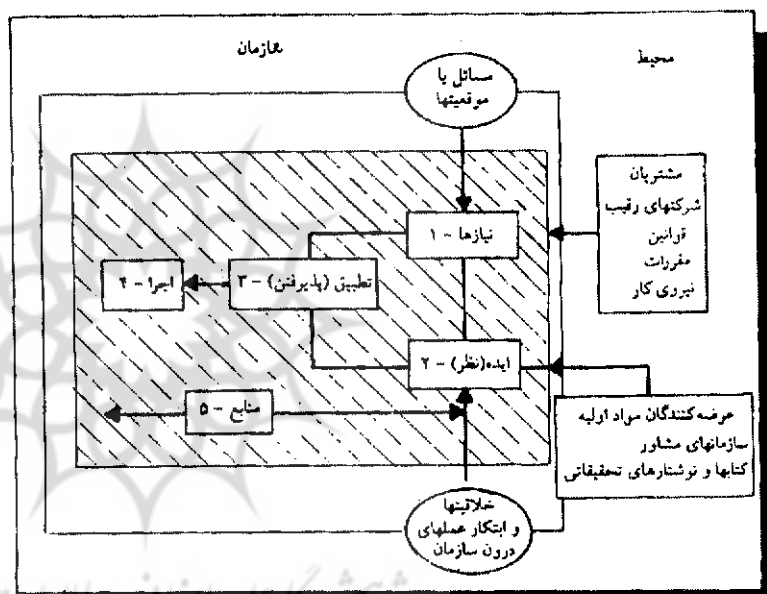 محیط
سازمان
مسائل یا
موقعیتها
مشتریان
شرکتهای رقیب
قوانین
مقررات
نیروی کار
نیازها - ۱
تطبیق (پذیرفتن) - ۳
اجرا - ۴
ایده(نظر) - ۲
منابع - ۵
عرضه‌کنندگان مواد اولیه
سازمانهای مشاور
کتابها و نوشتارهای تحقیقاتی
خلاقیتها
و ابتکار عملهای
درون سازمان